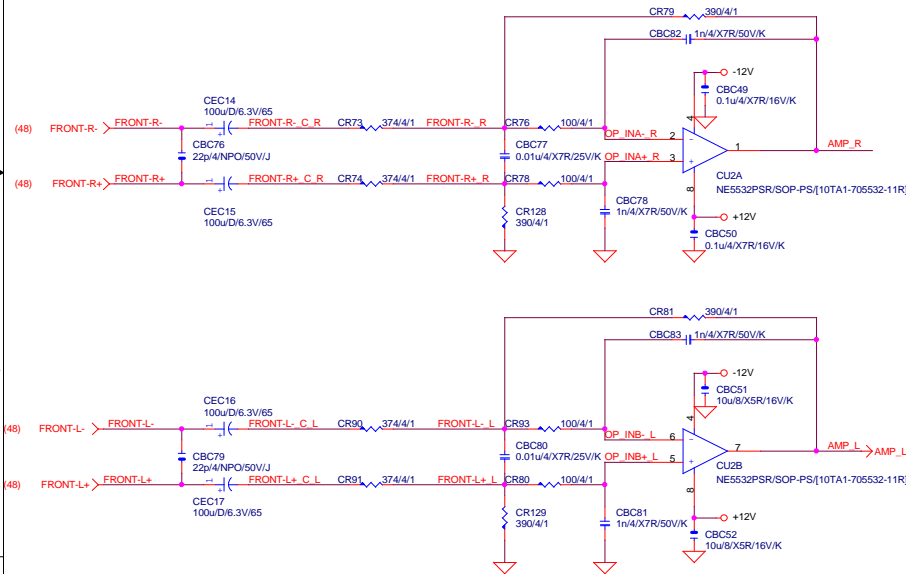 CR79 390/4/1
CBC82 1n/4/X7R/50V/K
-12V
CBC49
0.1u/4/X7R/16V/K
CEC14
100u/D/6.3V/65
(48) FRONT-R- FRONT-R- 1 + FRONT-R-_C_R CR73 374/4/1 FRONT-R-_R CR76 100/4/1
CBC76
22p/4/NPO/50V/J
CBC77
0.01u/4/X7R/25V/K
OP_INA-_R 2
OP_INA+_R 3
4
8
1 AMP_R
CU2A
NE5532PSR/SOP-PS/[10TA1-705532-11R]
(48) FRONT-R+ FRONT-R+ 1 + FRONT-R+_C_R CR74 374/4/1 FRONT-R+_R CR78 100/4/1
CEC15
100u/D/6.3V/65
CR128
390/4/1
CBC78
1n/4/X7R/50V/K
+12V
CBC50
0.1u/4/X7R/16V/K
CR81 390/4/1
CBC83 1n/4/X7R/50V/K
-12V
CBC51
10u/8/X5R/16V/K
CEC16
100u/D/6.3V/65
(48) FRONT-L- FRONT-L- 1 + FRONT-L-_C_L CR90 374/4/1 FRONT-L-_L CR93 100/4/1
CBC79
22p/4/NPO/50V/J
CBC80
0.01u/4/X7R/25V/K
OP_INB-_L 6
OP_INB+_L 5
4
8
7 AMP_L AMP_L
CU2B
NE5532PSR/SOP-PS/[10TA1-705532-11R]
(48) FRONT-L+ FRONT-L+ 1 + FRONT-L+_C_L CR91 374/4/1 FRONT-L+_L CR80 100/4/1
CEC17
100u/D/6.3V/65
CR129
390/4/1
CBC81
1n/4/X7R/50V/K
+12V
CBC52
10u/8/X5R/16V/K